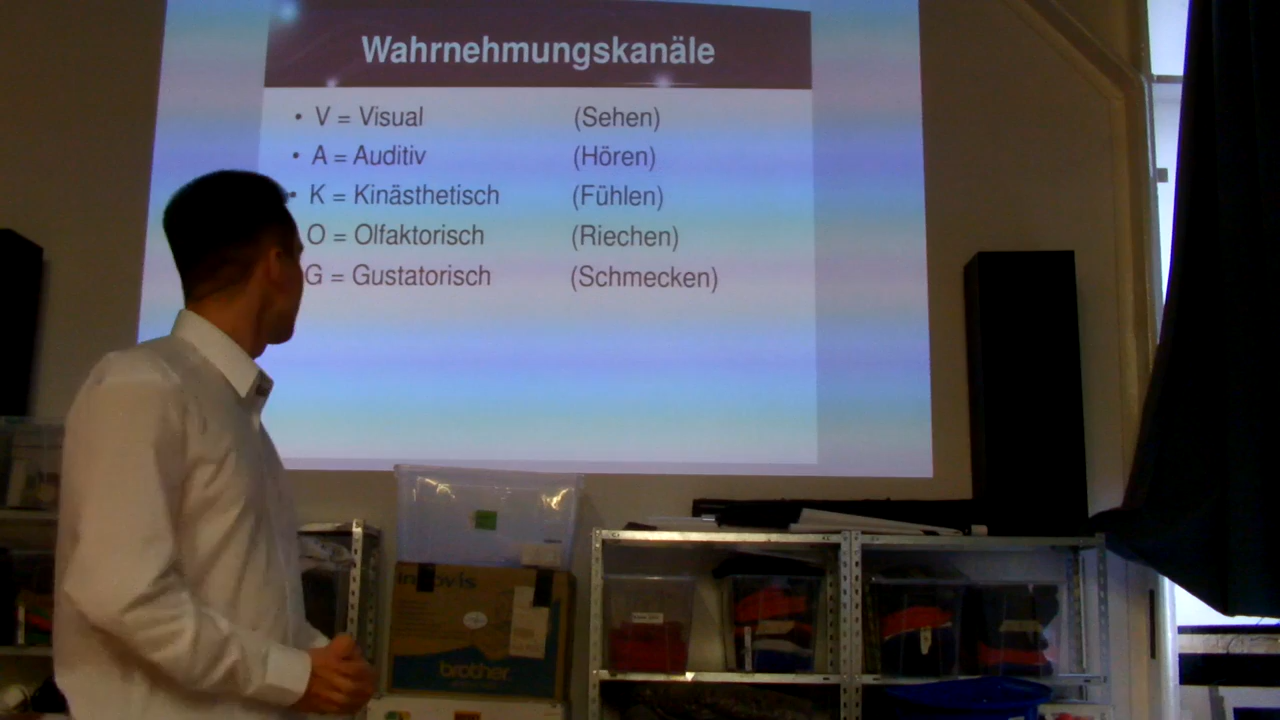 Wahrnehmungskanäle
• V = Visual (Sehen)
• A = Auditiv (Hören)
• K = Kinästhetisch (Fühlen)
O = Olfaktorisch (Riechen)
G = Gustatorisch (Schmecken)
brother